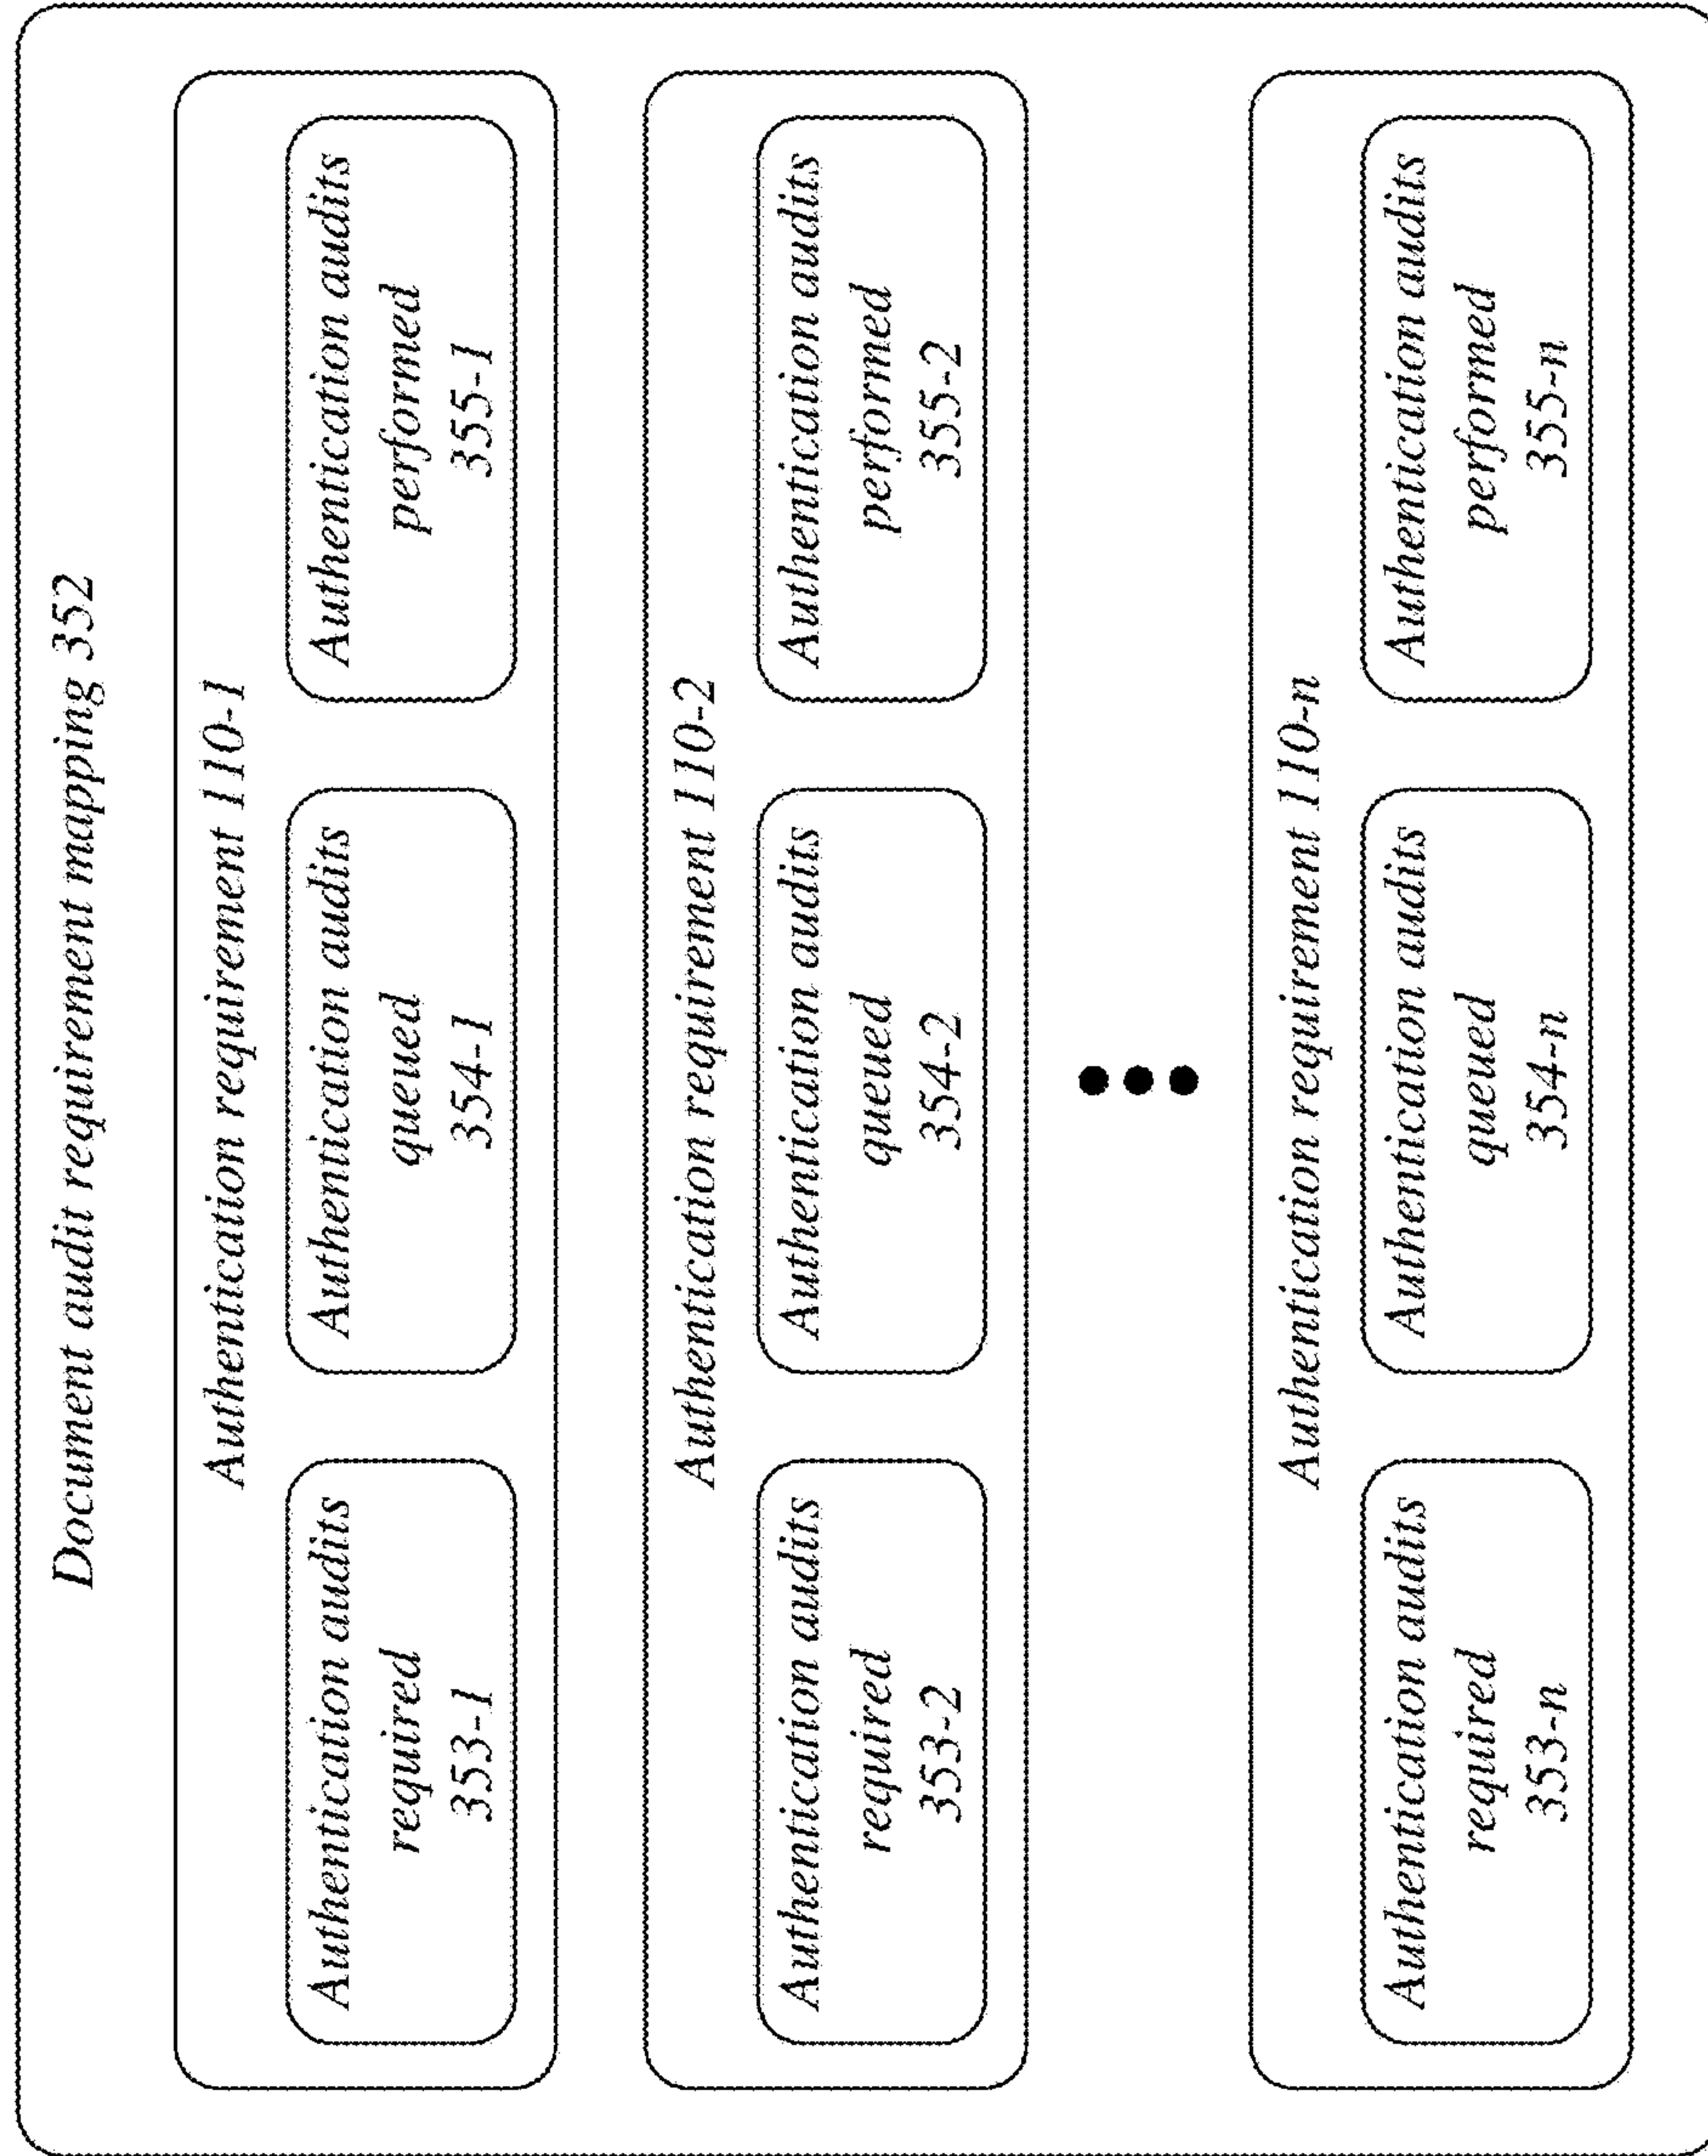 Document audit requirement mapping 352
Authentication requirement 110-1
Authentication audits
required
353-1
Authentication audits
queued
354-1
Authentication audits
performed
355-1
Authentication requirement 110-2
Authentication audits
required
353-2
Authentication audits
queued
354-2
Authentication audits
performed
355-2
Authentication requirement 110-n
Authentication audits
required
353-n
Authentication audits
queued
354-n
Authentication audits
performed
355-n